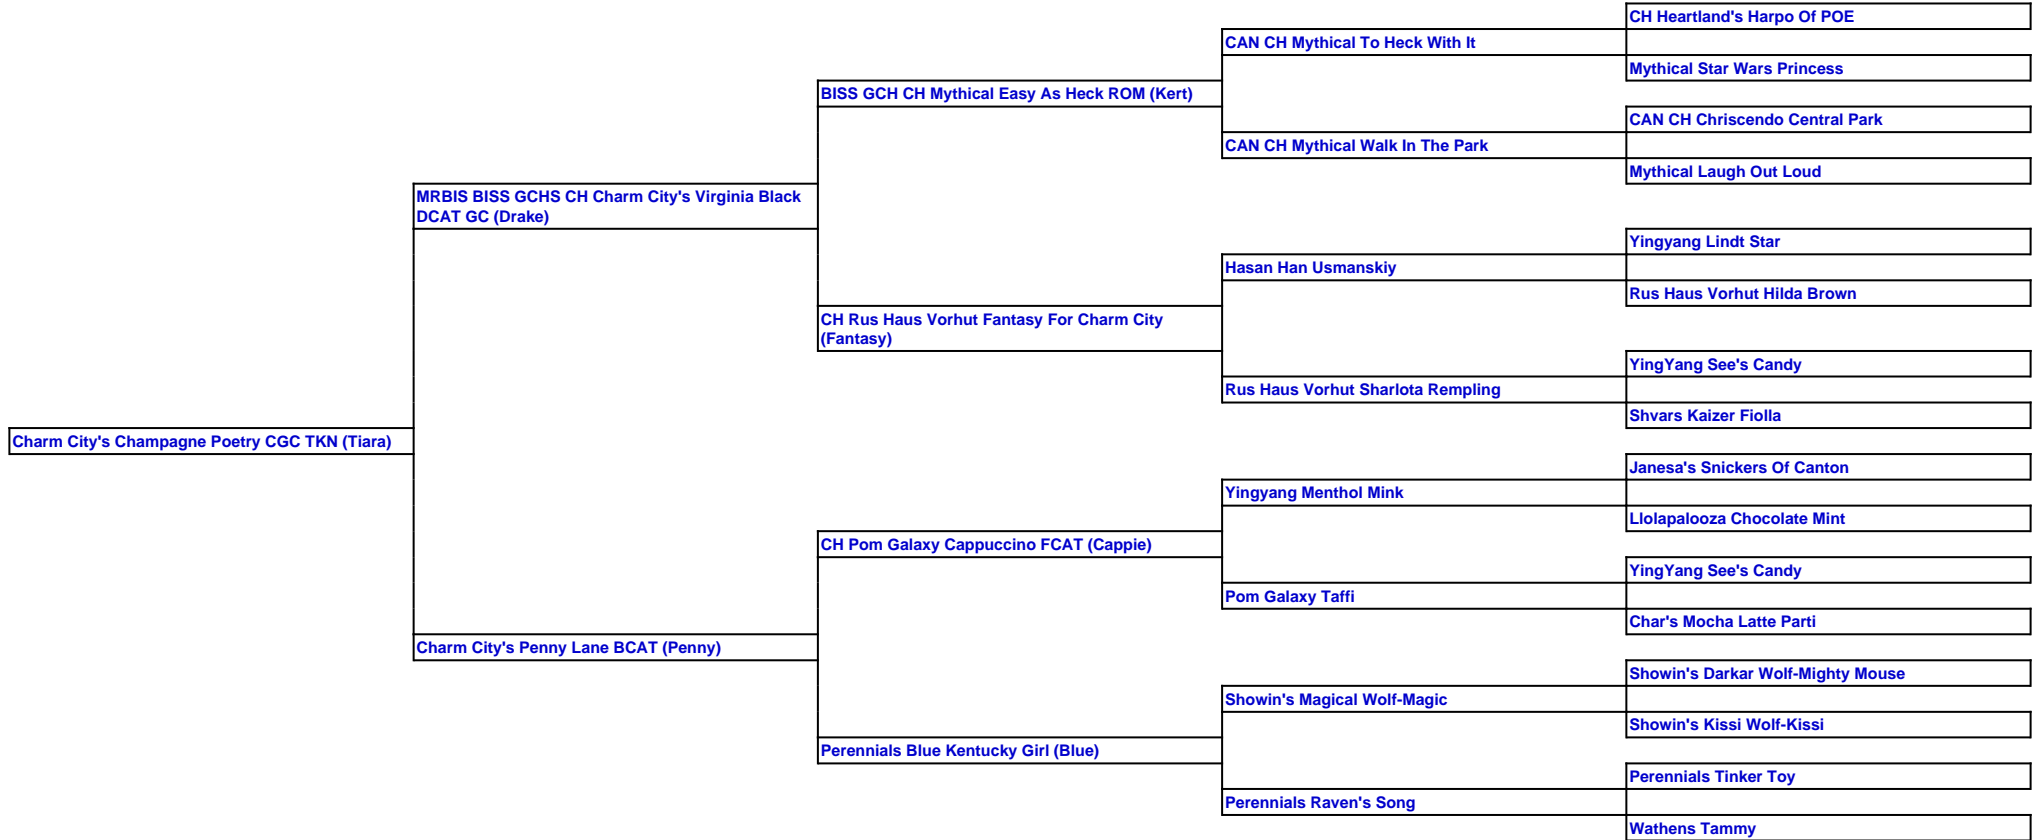 CH Heartland's Harpo Of POE
CAN CH Mythical To Heck With It
Mythical Star Wars Princess
BISS GCH CH Mythical Easy As Heck ROM (Kert)
CAN CH Chriscendo Central Park
CAN CH Mythical Walk In The Park
Mythical Laugh Out Loud
MRBIS BISS GCHS CH Charm City's Virginia Black
DCAT GC (Drake)
Yingyang Lindt Star
Hasan Han Usmanskiy
Rus Haus Vorhut Hilda Brown
CH Rus Haus Vorhut Fantasy For Charm City
(Fantasy)
YingYang See's Candy
Rus Haus Vorhut Sharlota Rempling
Shvars Kaizer Fiolla
Charm City's Champagne Poetry CGC TKN (Tiara)
Janesa's Snickers Of Canton
Yingyang Menthol Mink
Llolapalooza Chocolate Mint
CH Pom Galaxy Cappuccino FCAT (Cappie)
YingYang See's Candy
Pom Galaxy Taffi
Char's Mocha Latte Parti
Charm City's Penny Lane BCAT (Penny)
Showin's Darkar Wolf-Mighty Mouse
Showin's Magical Wolf-Magic
Showin's Kissi Wolf-Kissi
Perennials Blue Kentucky Girl (Blue)
Perennials Tinker Toy
Perennials Raven's Song
Wathens Tammy